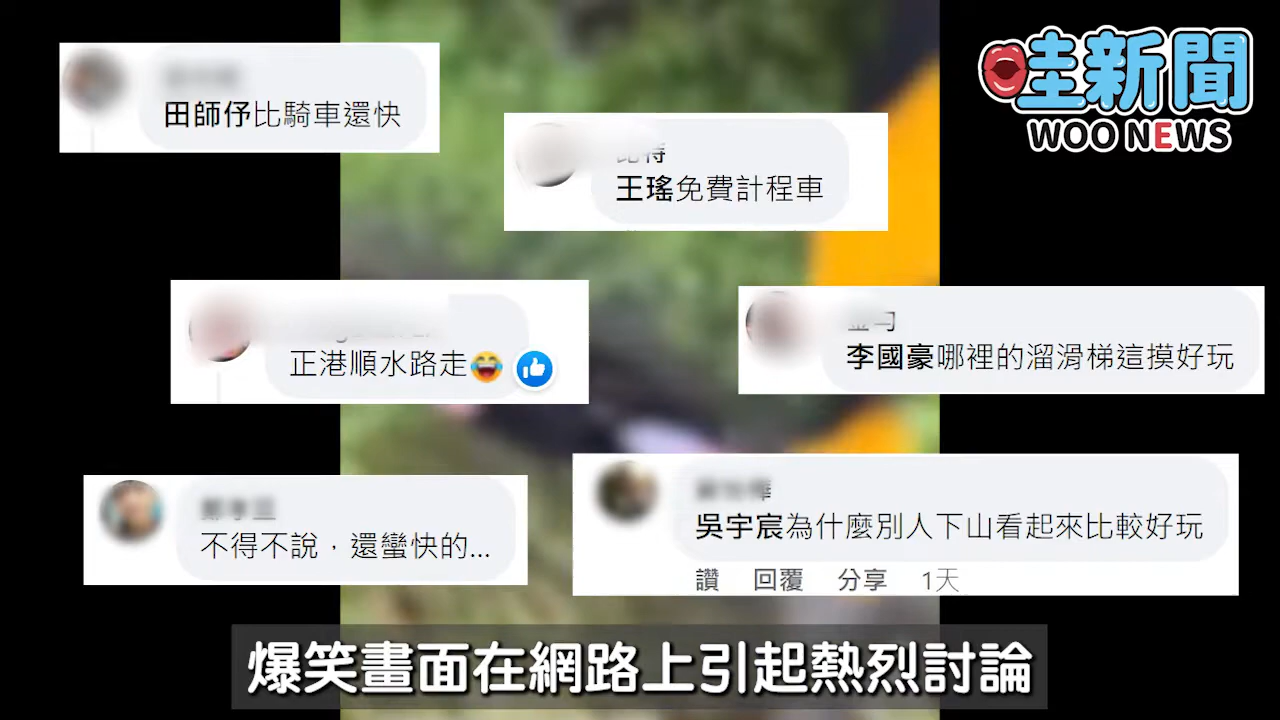 哇新聞
WOO NEWS
田師伃比騎車還快
王瑤免費計程車
正港順水路走
李國豪哪裡的溜滑梯這摸好玩
不得不說，還蠻快的...
吳宇宸為什麼別人下山看起來比較好玩
讚 回覆 分享 1天
爆笑畫面在網路上引起熱烈討論